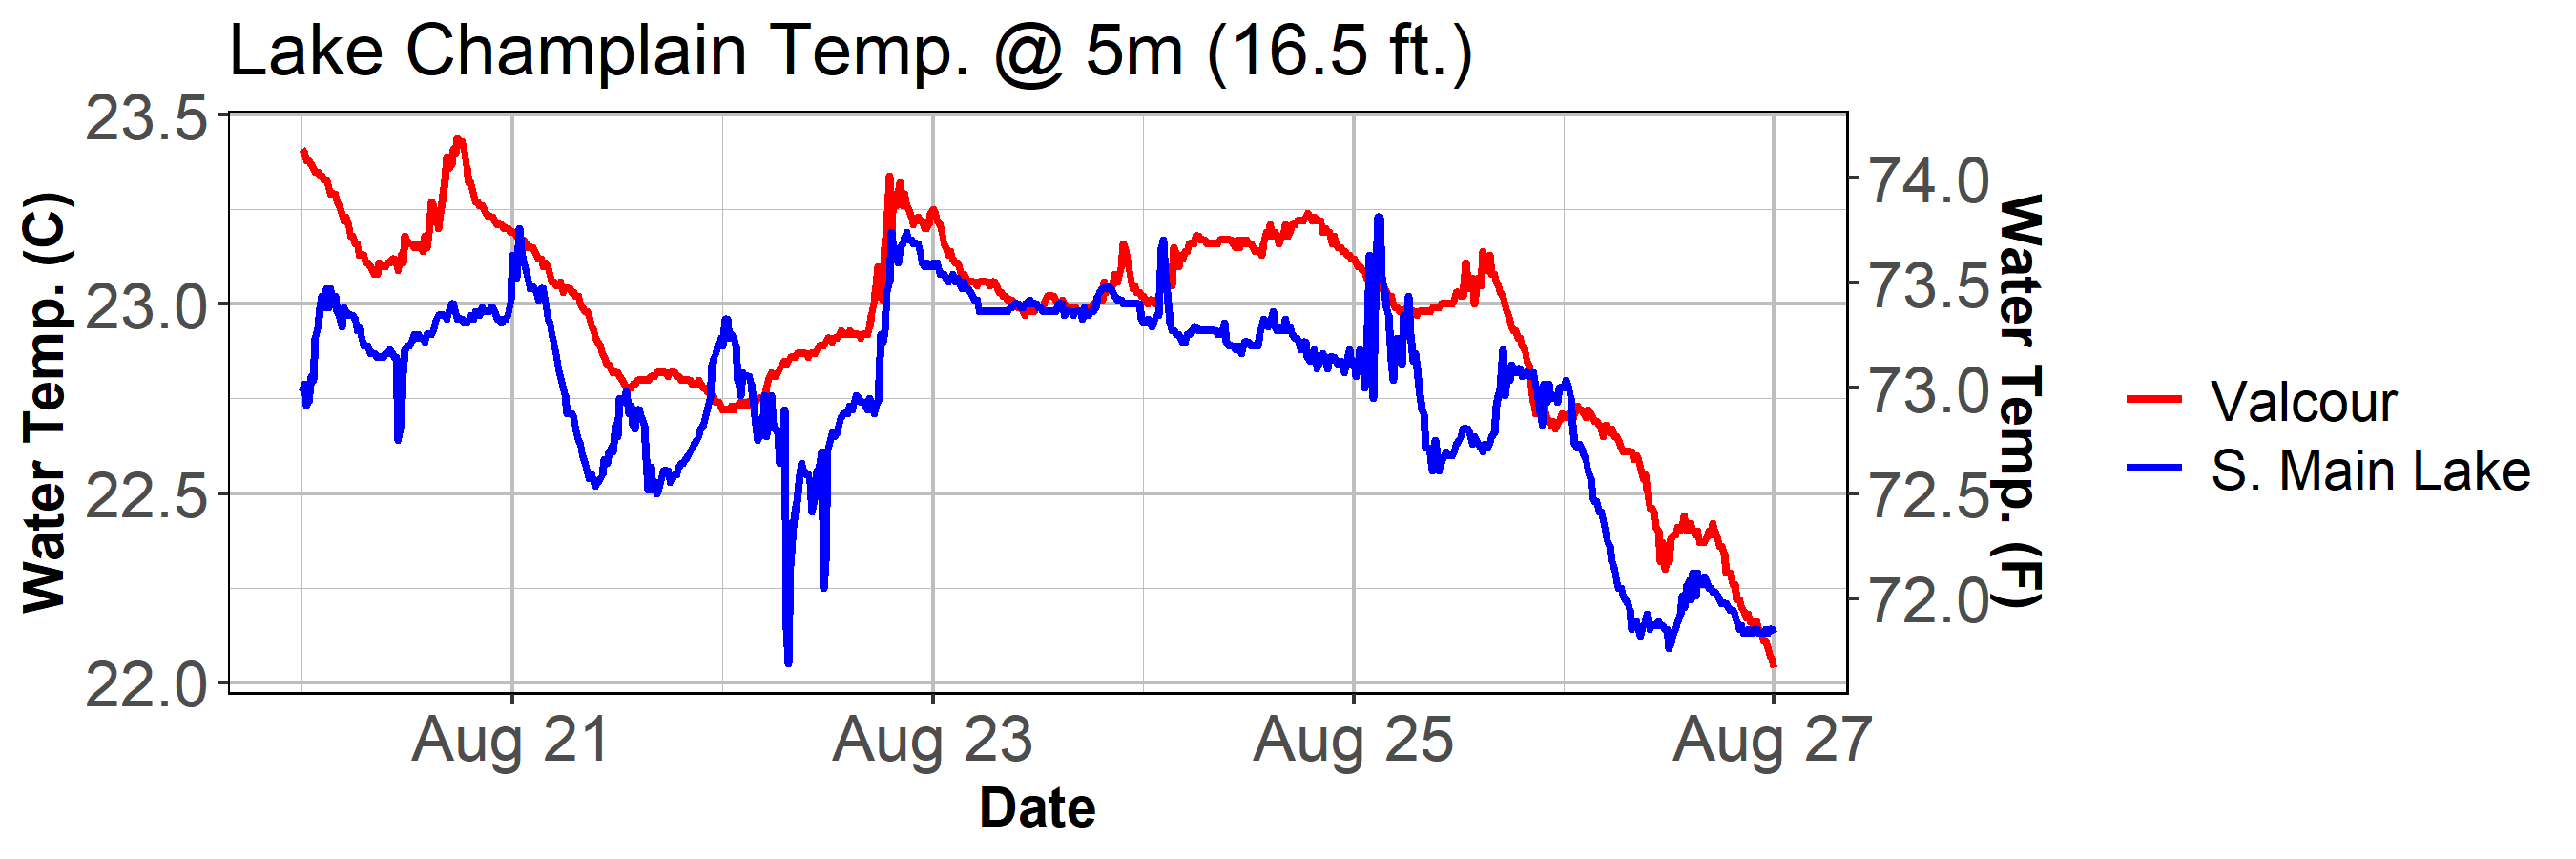 Lake Champlain Temp. @ 5m (16.5 ft.)
Water Temp. (C)
23.5
23.0
22.5
22.0
74.0
73.5
73.0
72.5
72.0
Water Temp. (F)
Aug 21
Aug 23
Aug 25
Aug 27
Date
Valcour
S. Main Lake